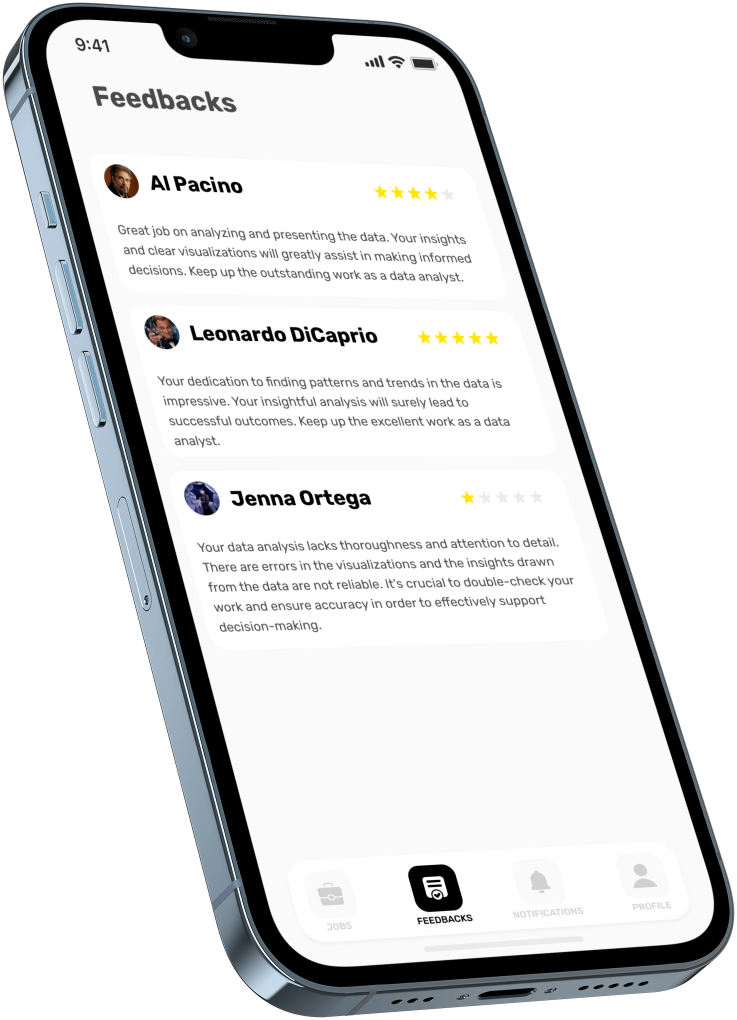 9:41
Feedbacks
Al Pacino
Great job on analyzing and presenting the data. Your insights
and clear visualizations will greatly assist in making informed
decisions. Keep up the outstanding work as a data analyst.
Leonardo DiCaprio
Your dedication to finding patterns and trends in the data is
impressive. Your insightful analysis will surely lead to
successful outcomes. Keep up the excellent work as a data
analyst.
Jenna Ortega
Your data analysis lacks thoroughness and attention to detail.
There are errors in the visualizations and the insights drawn
from the data are not reliable. It's crucial to double-check your
work and ensure accuracy in order to effectively support
decision-making.
JOBS
FEEDBACKS
NOTIFICATIONS
PROFILE